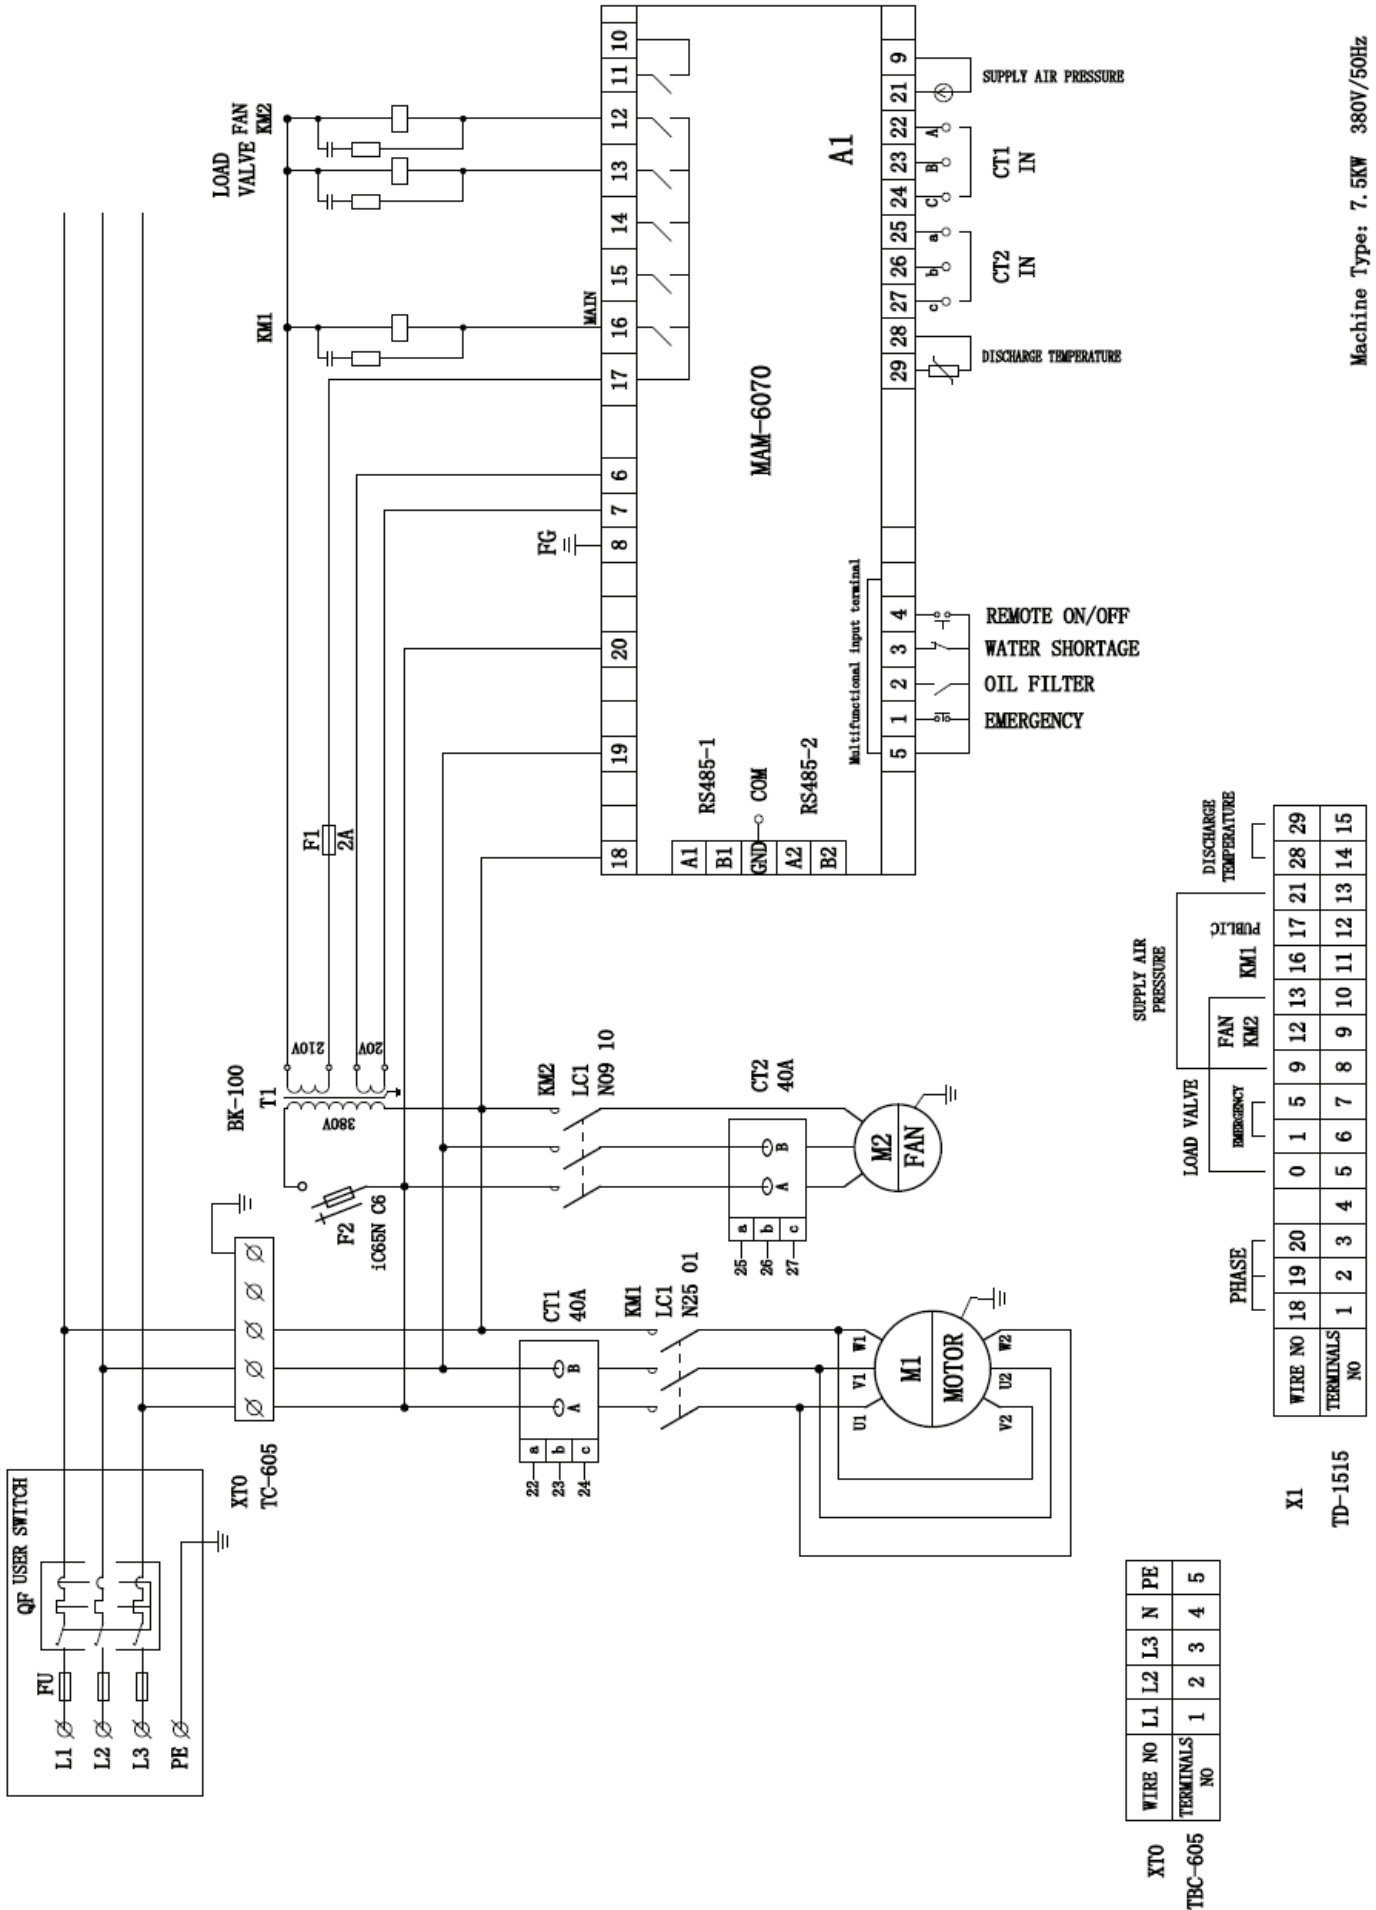 QF USER SWITCH
FU
L1
L2
L3
PE
XT0
TC-605
BK-100
T1
380V
210V
20V
F1
2A
F2
iC65N C6
KM1
LOAD
VALVE
FAN
KM2
FG
MAIN
18
19
20
8
7
6
17
16
15
14
13
12
11
10
CT1
40A
A
B
a
b
c
22
23
24
KM1
LC1
N25 01
U1
V1
W1
M1
MOTOR
V2
U2
W2
KM2
LC1
N09 10
CT2
40A
A
B
a
b
c
25
26
27
M2
FAN
A1
B1
GND
A2
B2
RS485-1
COM
RS485-2
MAM-6070
A1
Multifunctional input terminal
5
1
2
3
4
29
28
27
26
25
24
23
22
21
9
EMERGENCY
OIL FILTER
WATER SHORTAGE
REMOTE ON/OFF
DISCHARGE TEMPERATURE
c
b
a
CT2
IN
C
B
A
CT1
IN
SUPPLY AIR PRESSURE
XT0
TBC-605
WIRE NO L1 L2 L3 N PE
TERMINALS NO 1 2 3 4 5
X1
TD-1515
PHASE
LOAD VALVE
EMERGENCY
SUPPLY AIR
PRESSURE
FAN
KM2
KM1
PUBLIC
DISCHARGE
TEMPERATURE
WIRE NO 18 19 20 0 1 5 9 12 13 16 17 21 28 29
TERMINALS NO 1 2 3 4 5 6 7 8 9 10 11 12 13 14 15
Machine Type: 7.5KW 380V/50Hz